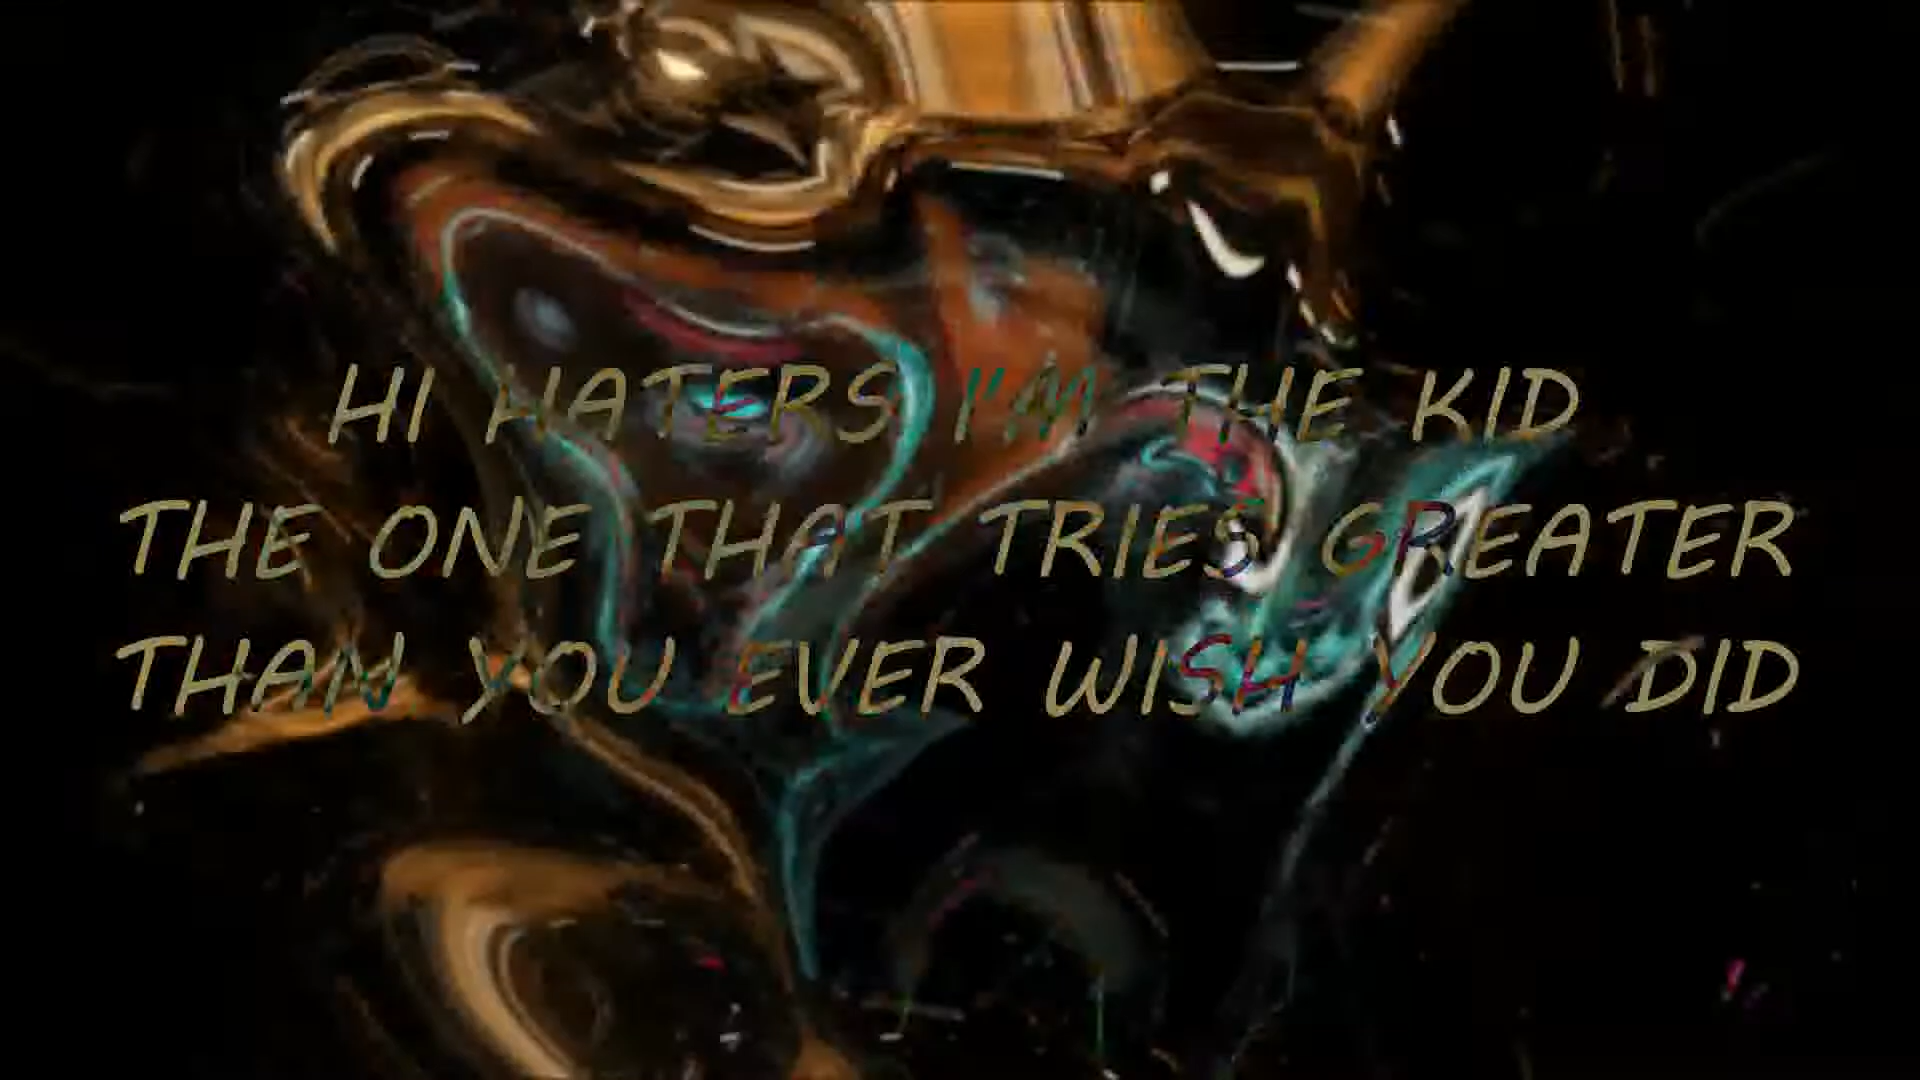 HI HATERS I'M THE KID
THE ONE THAT TRIES GREATER
THAN YOU EVER WISH YOU DID